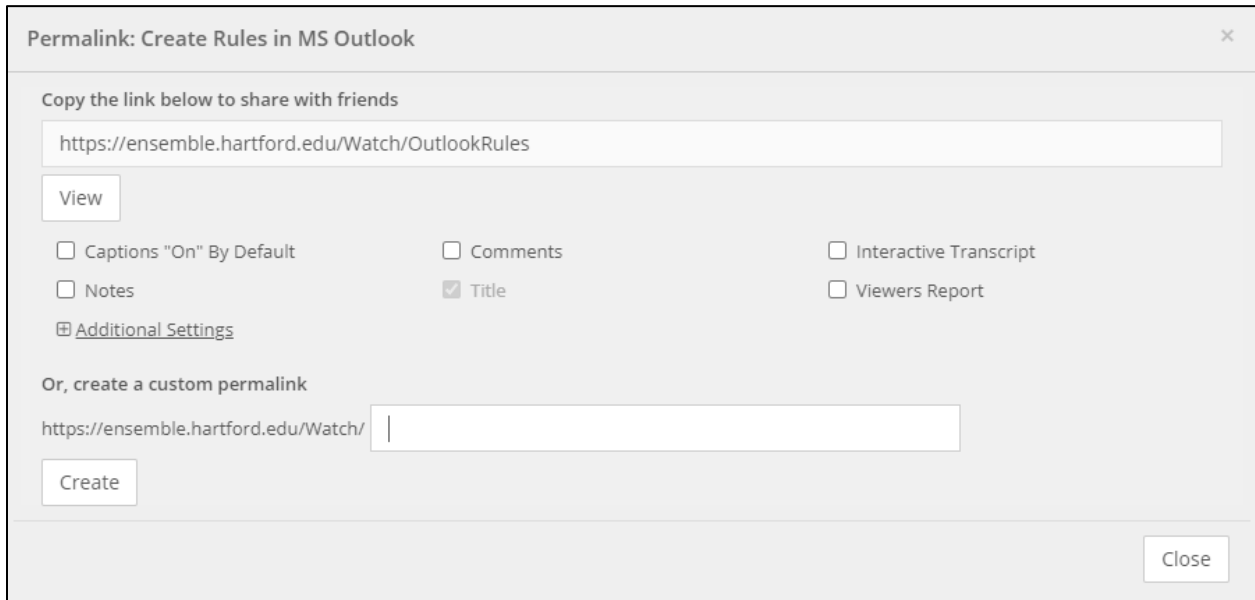 Permalink: Create Rules in MS Outlook ×
Copy the link below to share with friends
https://ensemble.hartford.edu/Watch/OutlookRules
View
Captions "On" By Default Comments Interactive Transcript
Notes Title Viewers Report
Additional Settings
Or, create a custom permalink
https://ensemble.hartford.edu/Watch/
Create
Close